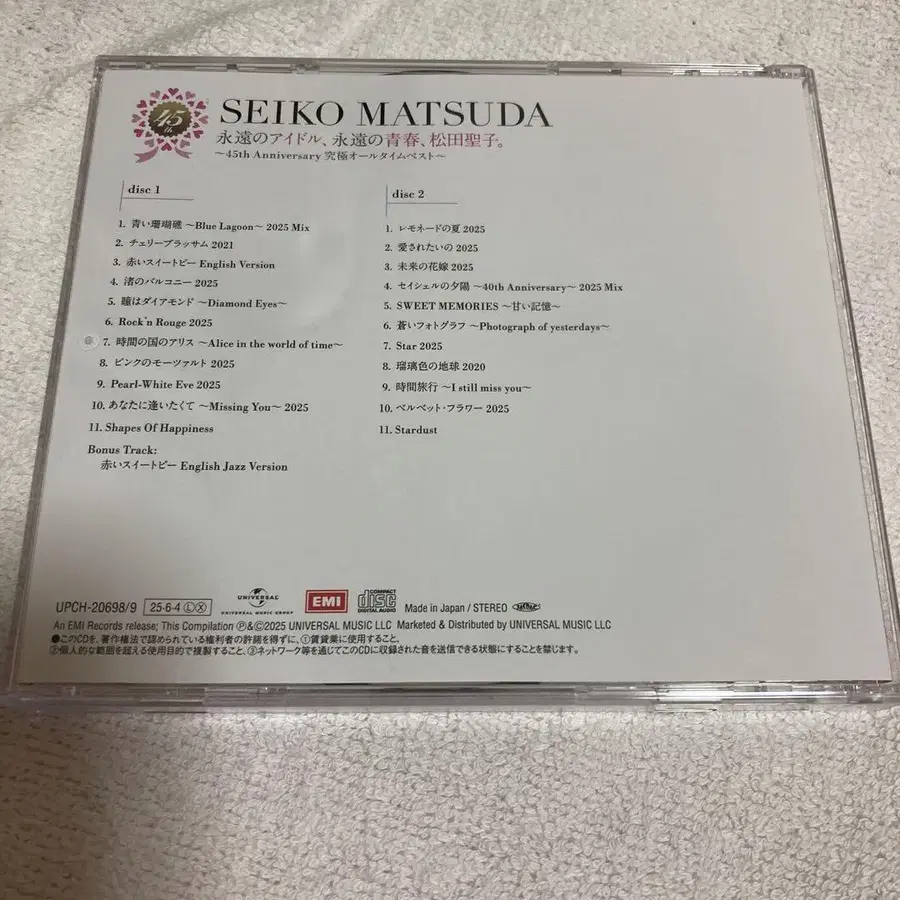 45th
SEIKO MATSUDA
永遠のアイドル、永遠の青春、松田聖子。
～45th Anniversary 究極オールタイムベスト～
disc 1
1. 青い珊瑚礁 ～Blue Lagoon～ 2025 Mix
2. チェリーブラッサム 2021
3. 赤いスイートピー English Version
4. 渚のバルコニー 2025
5. 瞳はダイアモンド ～Diamond Eyes～
6. Rock'n Rouge 2025
7. 時間の国のアリス ～Alice in the world of time～
8. ピンクのモーツァルト 2025
9. Pearl-White Eve 2025
10. あなたに逢いたくて ～Missing You～ 2025
11. Shapes Of Happiness
Bonus Track:
赤いスイートピー English Jazz Version
disc 2
1. レモネードの夏 2025
2. 愛されたいの 2025
3. 未来の花嫁 2025
4. セイシェルの夕陽 ～40th Anniversary～ 2025 Mix
5. SWEET MEMORIES ～甘い記憶～
6. 蒼いフォトグラフ ～Photograph of yesterdays～
7. Star 2025
8. 瑠璃色の地球 2020
9. 時間旅行 ～I still miss you～
10. ベルベット・フラワー 2025
11. Stardust
UPCH-20698/9 25·6·4 Ⓛ Ⓧ
UNIVERSAL
UNIVERSAL MUSIC GROUP
EMI
COMPACT
disc
DIGITAL AUDIO
Made in Japan / STEREO
An EMI Records release; This Compilation Ⓟ&Ⓒ2025 UNIVERSAL MUSIC LLC Marketed & Distributed by UNIVERSAL MUSIC LLC
●このCDを、著作権法で認められている権利者の許諾を得ずに、①賃貸業に使用すること、
②個人的な範囲を超える使用目的で複製すること、③ネットワーク等を通じてこのCDに収録された音を送信できる状態にすることを禁じます。